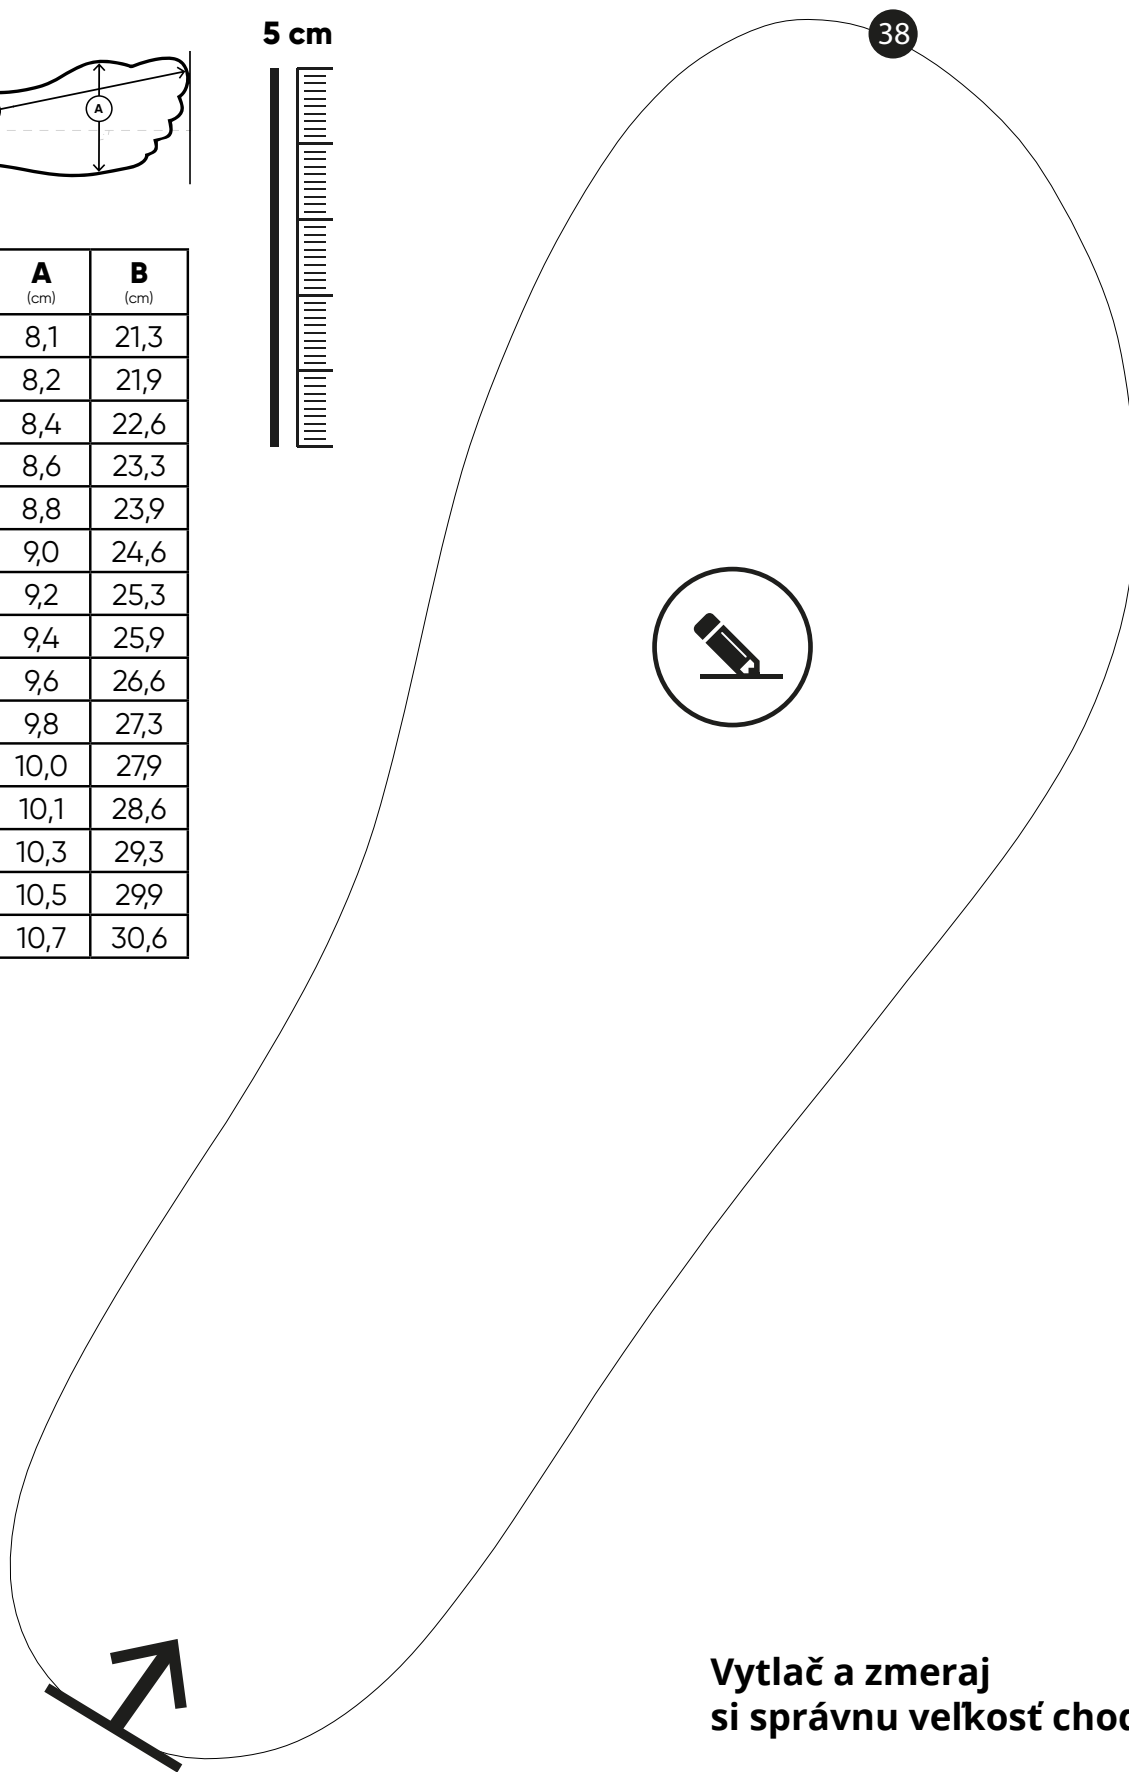 5 cm
38
A
A B
(cm) (cm)
8,1 21,3
8,2 21,9
8,4 22,6
8,6 23,3
8,8 23,9
9,0 24,6
9,2 25,3
9,4 25,9
9,6 26,6
9,8 27,3
10,0 27,9
10,1 28,6
10,3 29,3
10,5 29,9
10,7 30,6
Vytlač a zmeraj
si správnu veľkosť